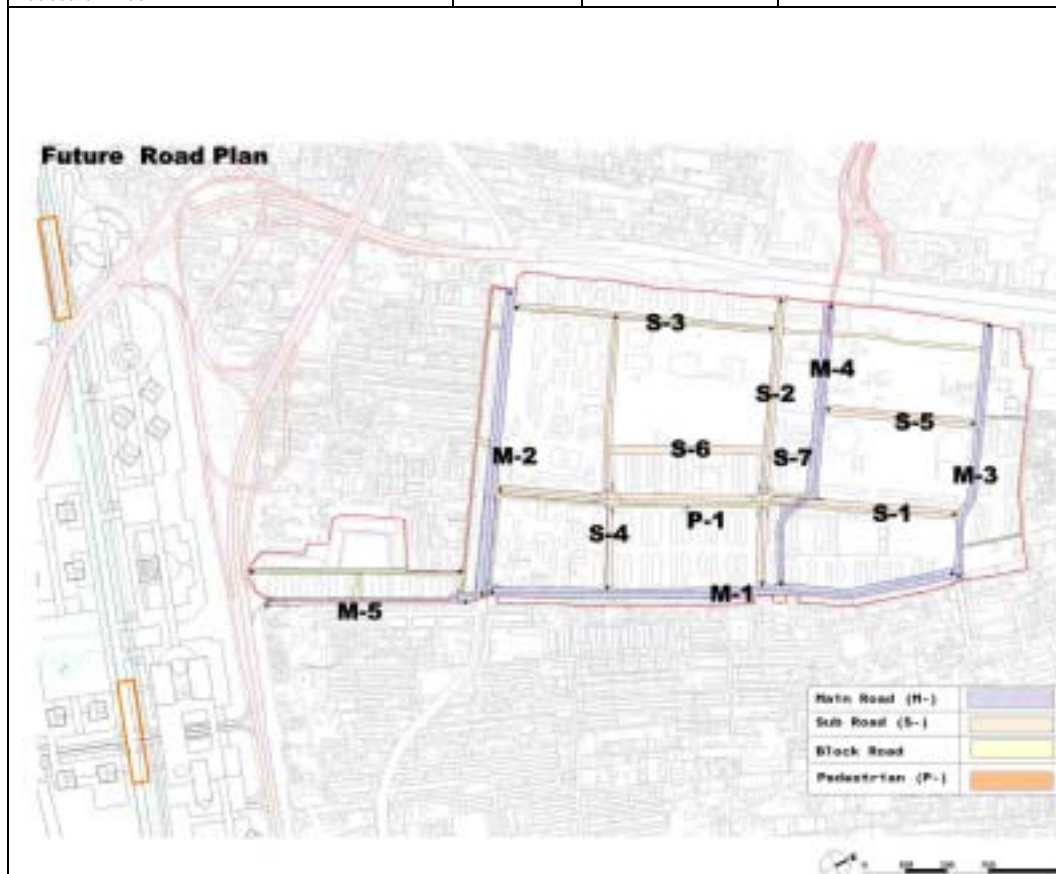 Future Road Plan
S-3
M-4
S-2
S-5
S-6
M-2
S-7
M-3
S-1
P-1
S-4
M-1
M-5
Main Road (M-)
Sub Road (S-)
Block Road
Pedestrian (P-)
0